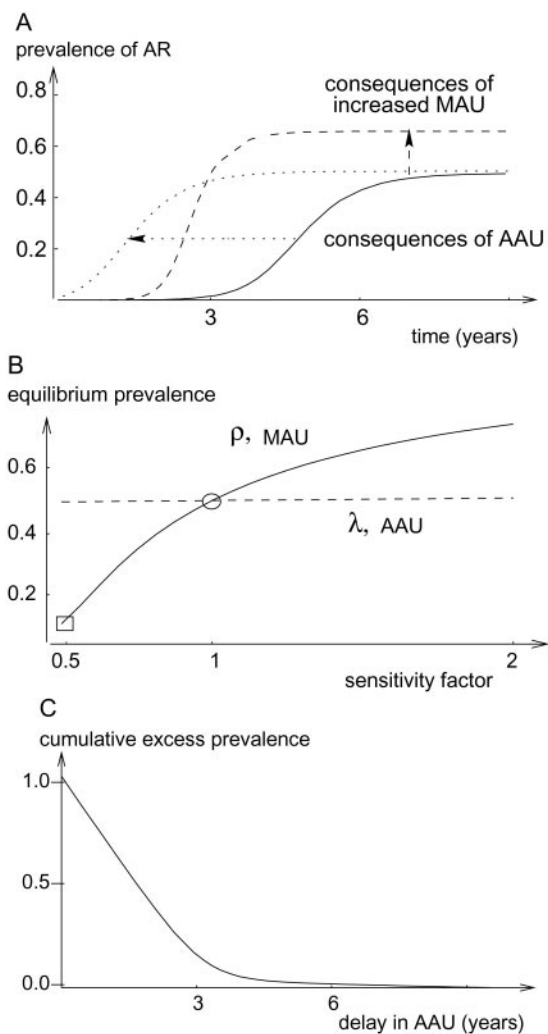 A
prevalence of AR
0.8
consequences of
increased MAU
0.6
0.4
consequences of AAU
0.2
3
6
time (years)
B
equilibrium prevalence
ρ, MAU
0.6
0.4
λ, AAU
0.2
0.5
1
2
sensitivity factor
C
cumulative excess prevalence
1.0
0.5
0.0
3
6
delay in AAU (years)